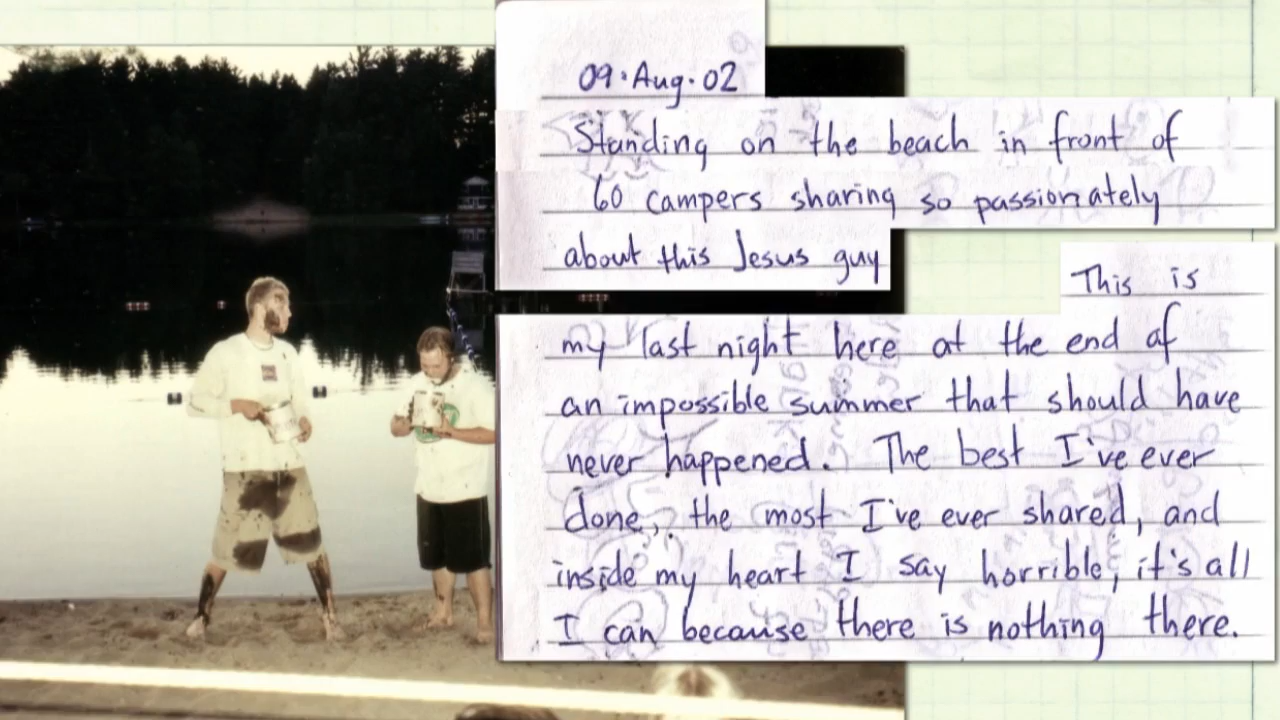 09·Aug·02
Standing on the beach in front of
60 campers sharing so passionately
about this Jesus guy
This is
my last night here at the end of
an impossible summer that should have
never happened. The best I've ever
done, the most I've ever shared, and
inside my heart I say horrible, it's all
I can because there is nothing there.